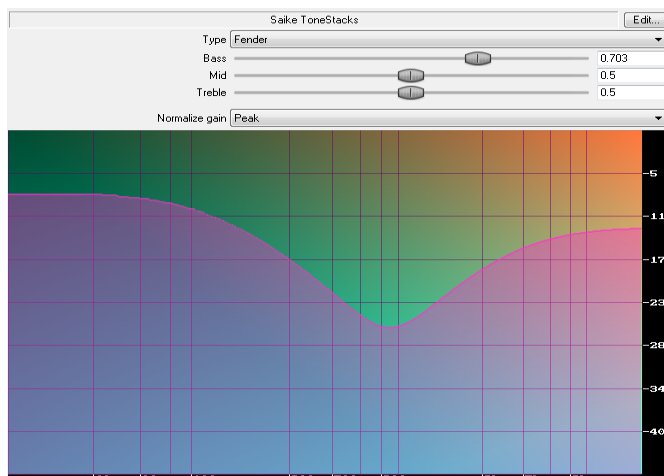 Saike ToneStacks Edit...
Type Fender
Bass 0.703
Mid 0.5
Treble 0.5
Normalize gain Peak
-5
-11
-17
-23
-28
-34
-40